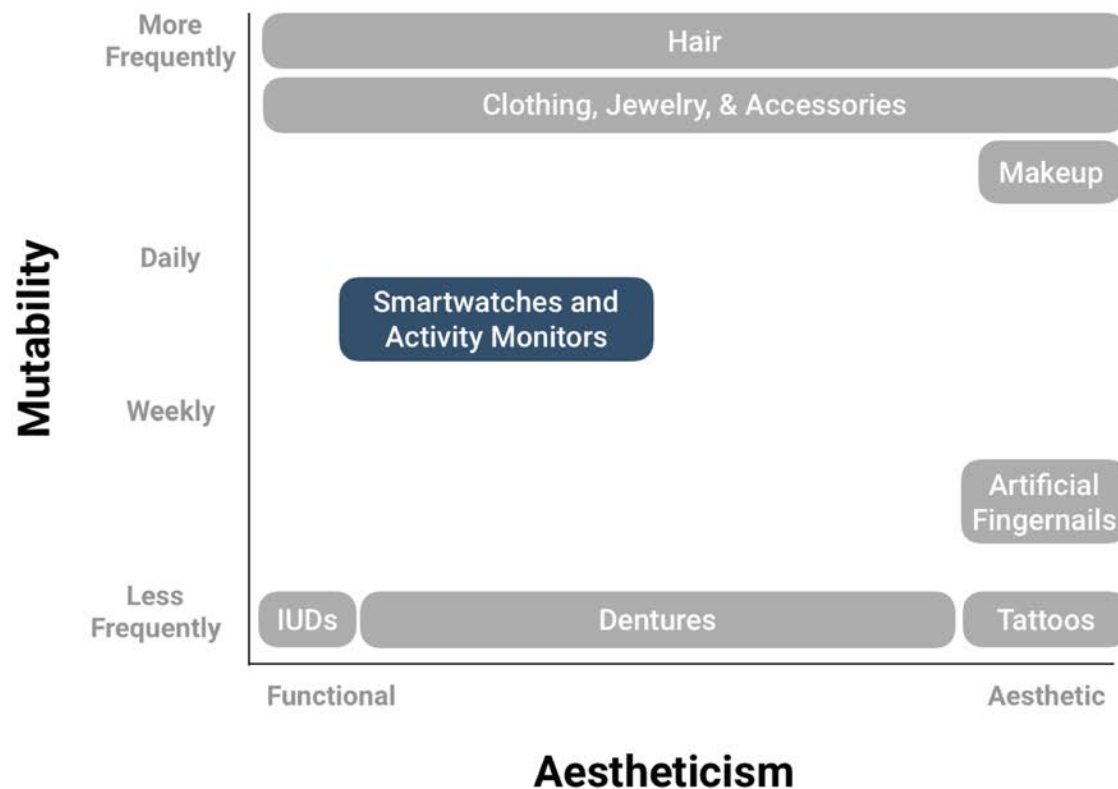 More
Frequently
Hair
Clothing, Jewelry, & Accessories
Makeup
Daily
Smartwatches and
Activity Monitors
Mutability
Weekly
Artificial
Fingernails
Less
Frequently
IUDs
Dentures
Tattoos
Functional
Aesthetic
Aestheticism